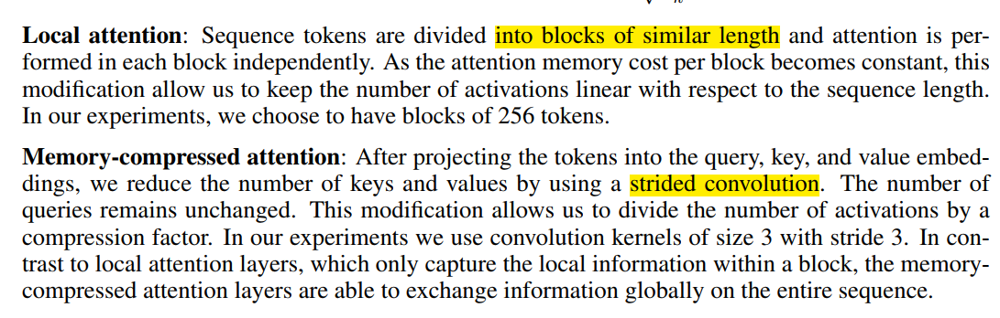 Local attention: Sequence tokens are divided into blocks of similar length and attention is per-
formed in each block independently. As the attention memory cost per block becomes constant, this
modification allow us to keep the number of activations linear with respect to the sequence length.
In our experiments, we choose to have blocks of 256 tokens.
Memory-compressed attention: After projecting the tokens into the query, key, and value embed-
dings, we reduce the number of keys and values by using a strided convolution. The number of
queries remains unchanged. This modification allows us to divide the number of activations by a
compression factor. In our experiments we use convolution kernels of size 3 with stride 3. In con-
trast to local attention layers, which only capture the local information within a block, the memory-
compressed attention layers are able to exchange information globally on the entire sequence.